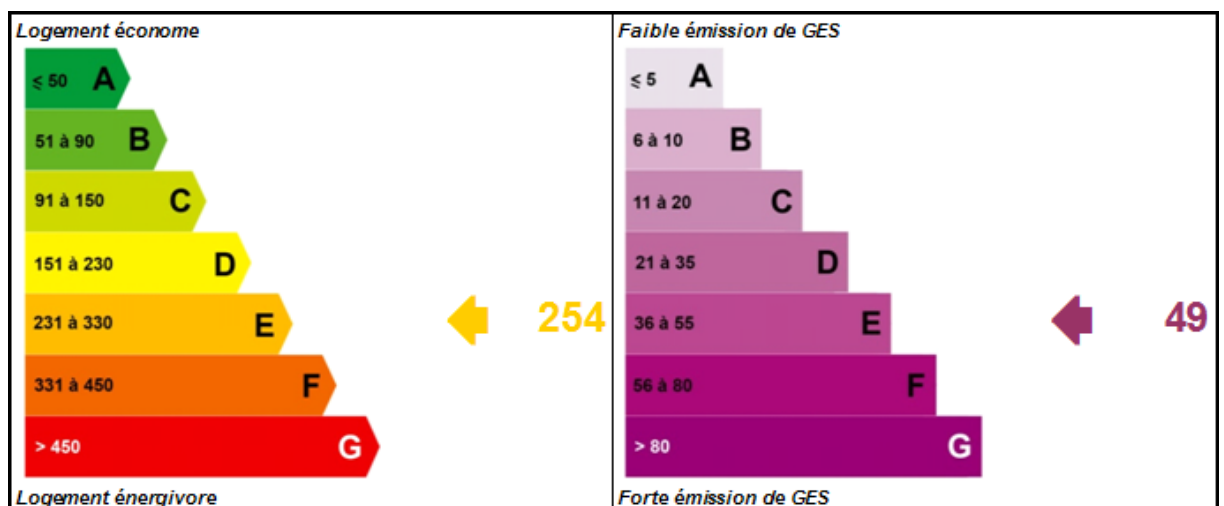 Logement économe
≤ 50 A
51 à 90 B
91 à 150 C
151 à 230 D
231 à 330 E
254
331 à 450 F
> 450 G
Logement énergivore
Faible émission de GES
≤ 5 A
6 à 10 B
11 à 20 C
21 à 35 D
36 à 55 E
49
56 à 80 F
> 80 G
Forte émission de GES